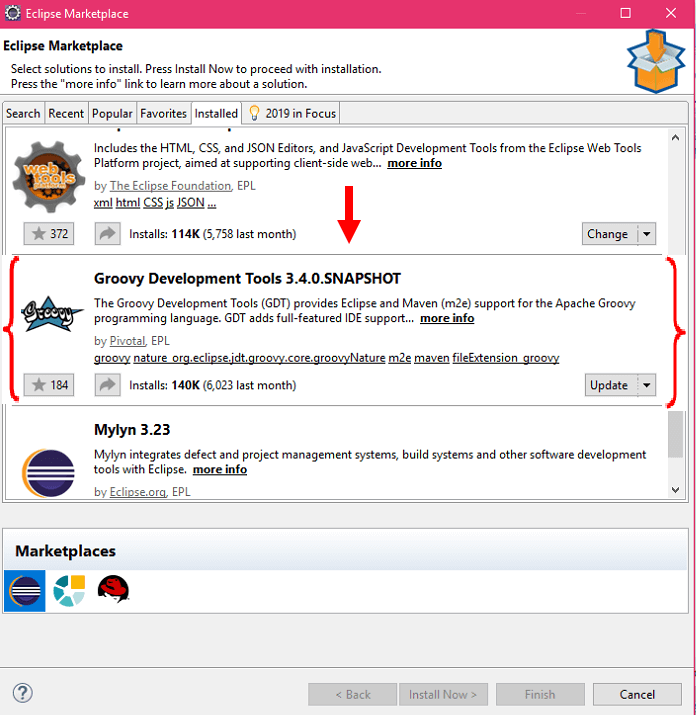 Eclipse Marketplace
Eclipse Marketplace
Select solutions to install. Press Install Now to proceed with installation.
Press the "more info" link to learn more about a solution.
Search Recent Popular Favorites Installed 2019 in Focus
Includes the HTML, CSS, and JSON Editors, and JavaScript Development Tools from the Eclipse Web Tools
Platform project, aimed at supporting client-side web... more info
web
tools
by The Eclipse Foundation, EPL
xml html CSS js JSON ...
372 Installs: 114K (5,758 last month) Change
Groovy Development Tools 3.4.0.SNAPSHOT
Groovy
The Groovy Development Tools (GDT) provides Eclipse and Maven (m2e) support for the Apache Groovy
programming language. GDT adds full-featured IDE support... more info
by Pivotal, EPL
groovy nature_org.eclipse.jdt.groovy.core.groovyNature m2e maven fileExtension_groovy
184 Installs: 140K (6,023 last month) Update
Mylyn 3.23
Mylyn integrates defect and project management systems, build systems and other software development
tools with Eclipse. more info
by Eclipse.org, EPL
Marketplaces
? < Back Install Now > Finish Cancel